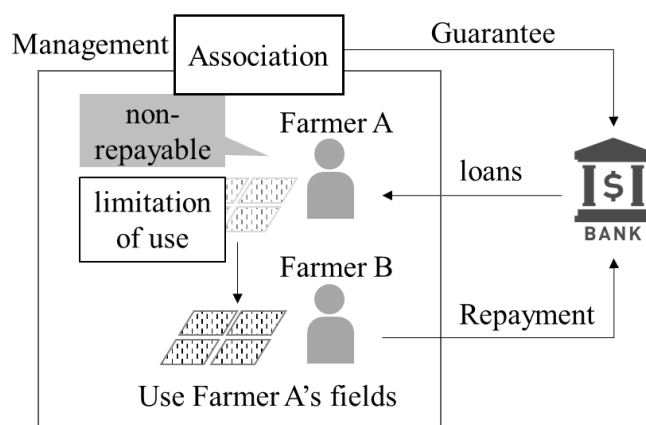 Management
Association
Guarantee
non-
repayable
Farmer A
loans
limitation
of use
$
BANK
Farmer B
Repayment
Use Farmer A's fields